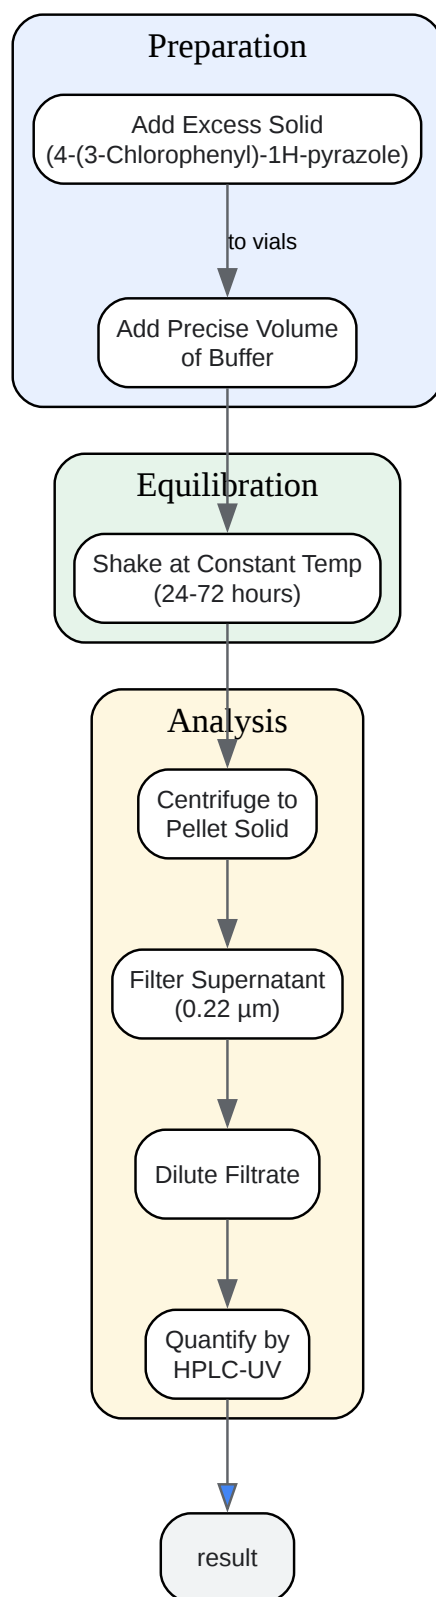 Preparation
Add Excess Solid
(4-(3-Chlorophenyl)-1H-pyrazole)
to vials
Add Precise Volume
of Buffer
Equilibration
Shake at Constant Temp
(24-72 hours)
Analysis
Centrifuge to
Pellet Solid
Filter Supernatant
(0.22 µm)
Dilute Filtrate
Quantify by
HPLC-UV
result